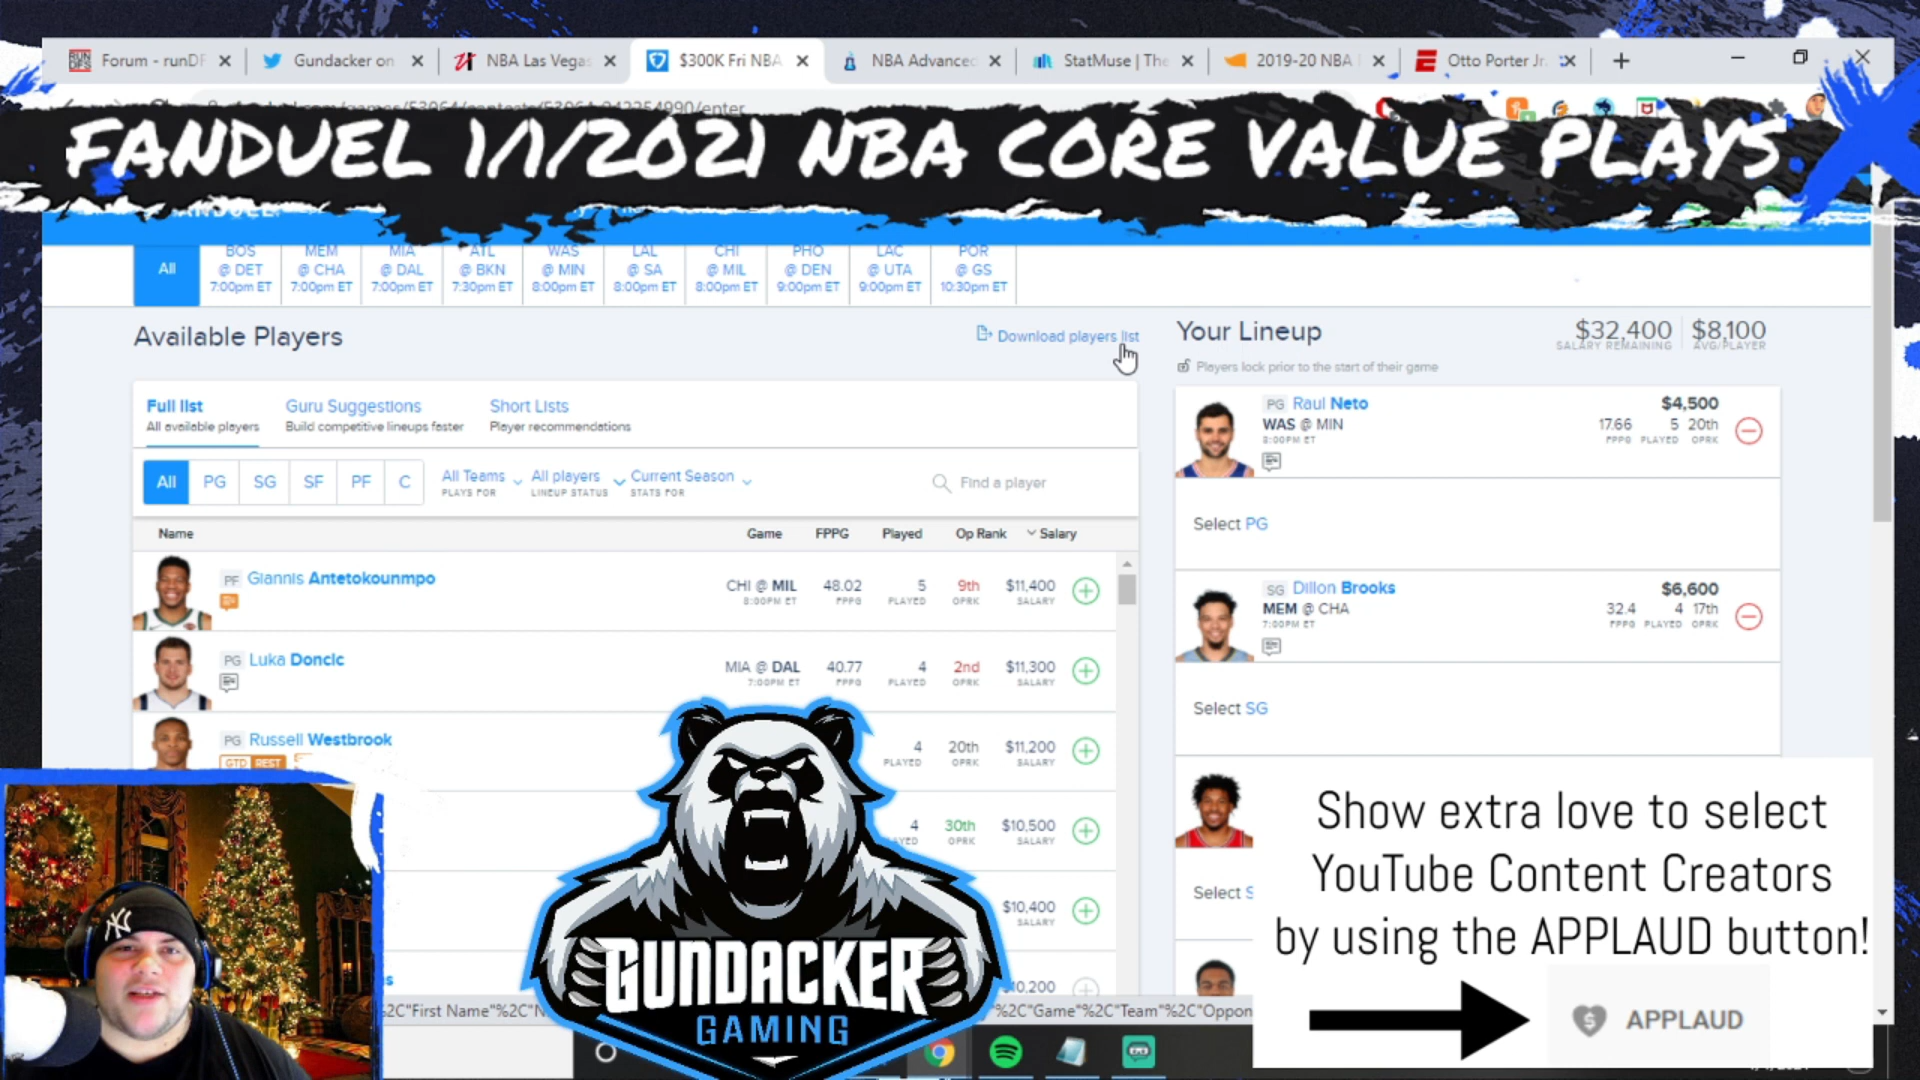 Forum - runDF
Gundacker on
NBA Las Vegas
$300K Fri NBA
NBA Advanced
StatMuse | The
2019-20 NBA
Otto Porter Jr.
FANDUEL 1/1/2021 NBA CORE VALUE PLAYS
All
BOS @ DET 7:00pm ET
MEM @ CHA 7:00pm ET
MIA @ DAL 7:00pm ET
ATL @ BKN 7:30pm ET
WAS @ MIN 8:00pm ET
LAL @ SA 8:00pm ET
CHI @ MIL 8:00pm ET
PHO @ DEN 9:00pm ET
LAC @ UTA 9:00pm ET
POR @ GS 10:30pm ET
Available Players
Download players list
Your Lineup
$32,400 $8,100
SALARY REMAINING AVG/PLAYER
Players lock prior to the start of their game
Full list
All available players
Guru Suggestions
Build competitive lineups faster
Short Lists
Player recommendations
All PG SG SF PF C
All Teams
PLAYS FOR
All players
LINEUP STATUS
Current Season
STATS FOR
Find a player
Name Game FPPG Played Op Rank Salary
PF Giannis Antetokounmpo
CHI @ MIL 48.02 5 9th $11,400
8:00PM ET FPPG PLAYED OPRK SALARY
PG Luka Doncic
MIA @ DAL 40.77 4 2nd $11,300
7:00PM ET FPPG PLAYED OPRK SALARY
PG Russell Westbrook
GTD REST
4 20th $11,200
PLAYED OPRK SALARY
4 30th $10,500
OPRK SALARY
$10,400
SALARY
PG Raul Neto $4,500
WAS @ MIN 17.66 5 20th
8:00PM ET FPPG PLAYED OPRK
Select PG
SG Dillon Brooks $6,600
MEM @ CHA 32.4 4 17th
7:00PM ET FPPG PLAYED OPRK
Select SG
Select S
Show extra love to select
YouTube Content Creators
by using the APPLAUD button!
APPLAUD
GUNDACKER
GAMING
2C"First Name"%2C"N
"%2C"Game"%2C"Team"%2C"Oppon
NY